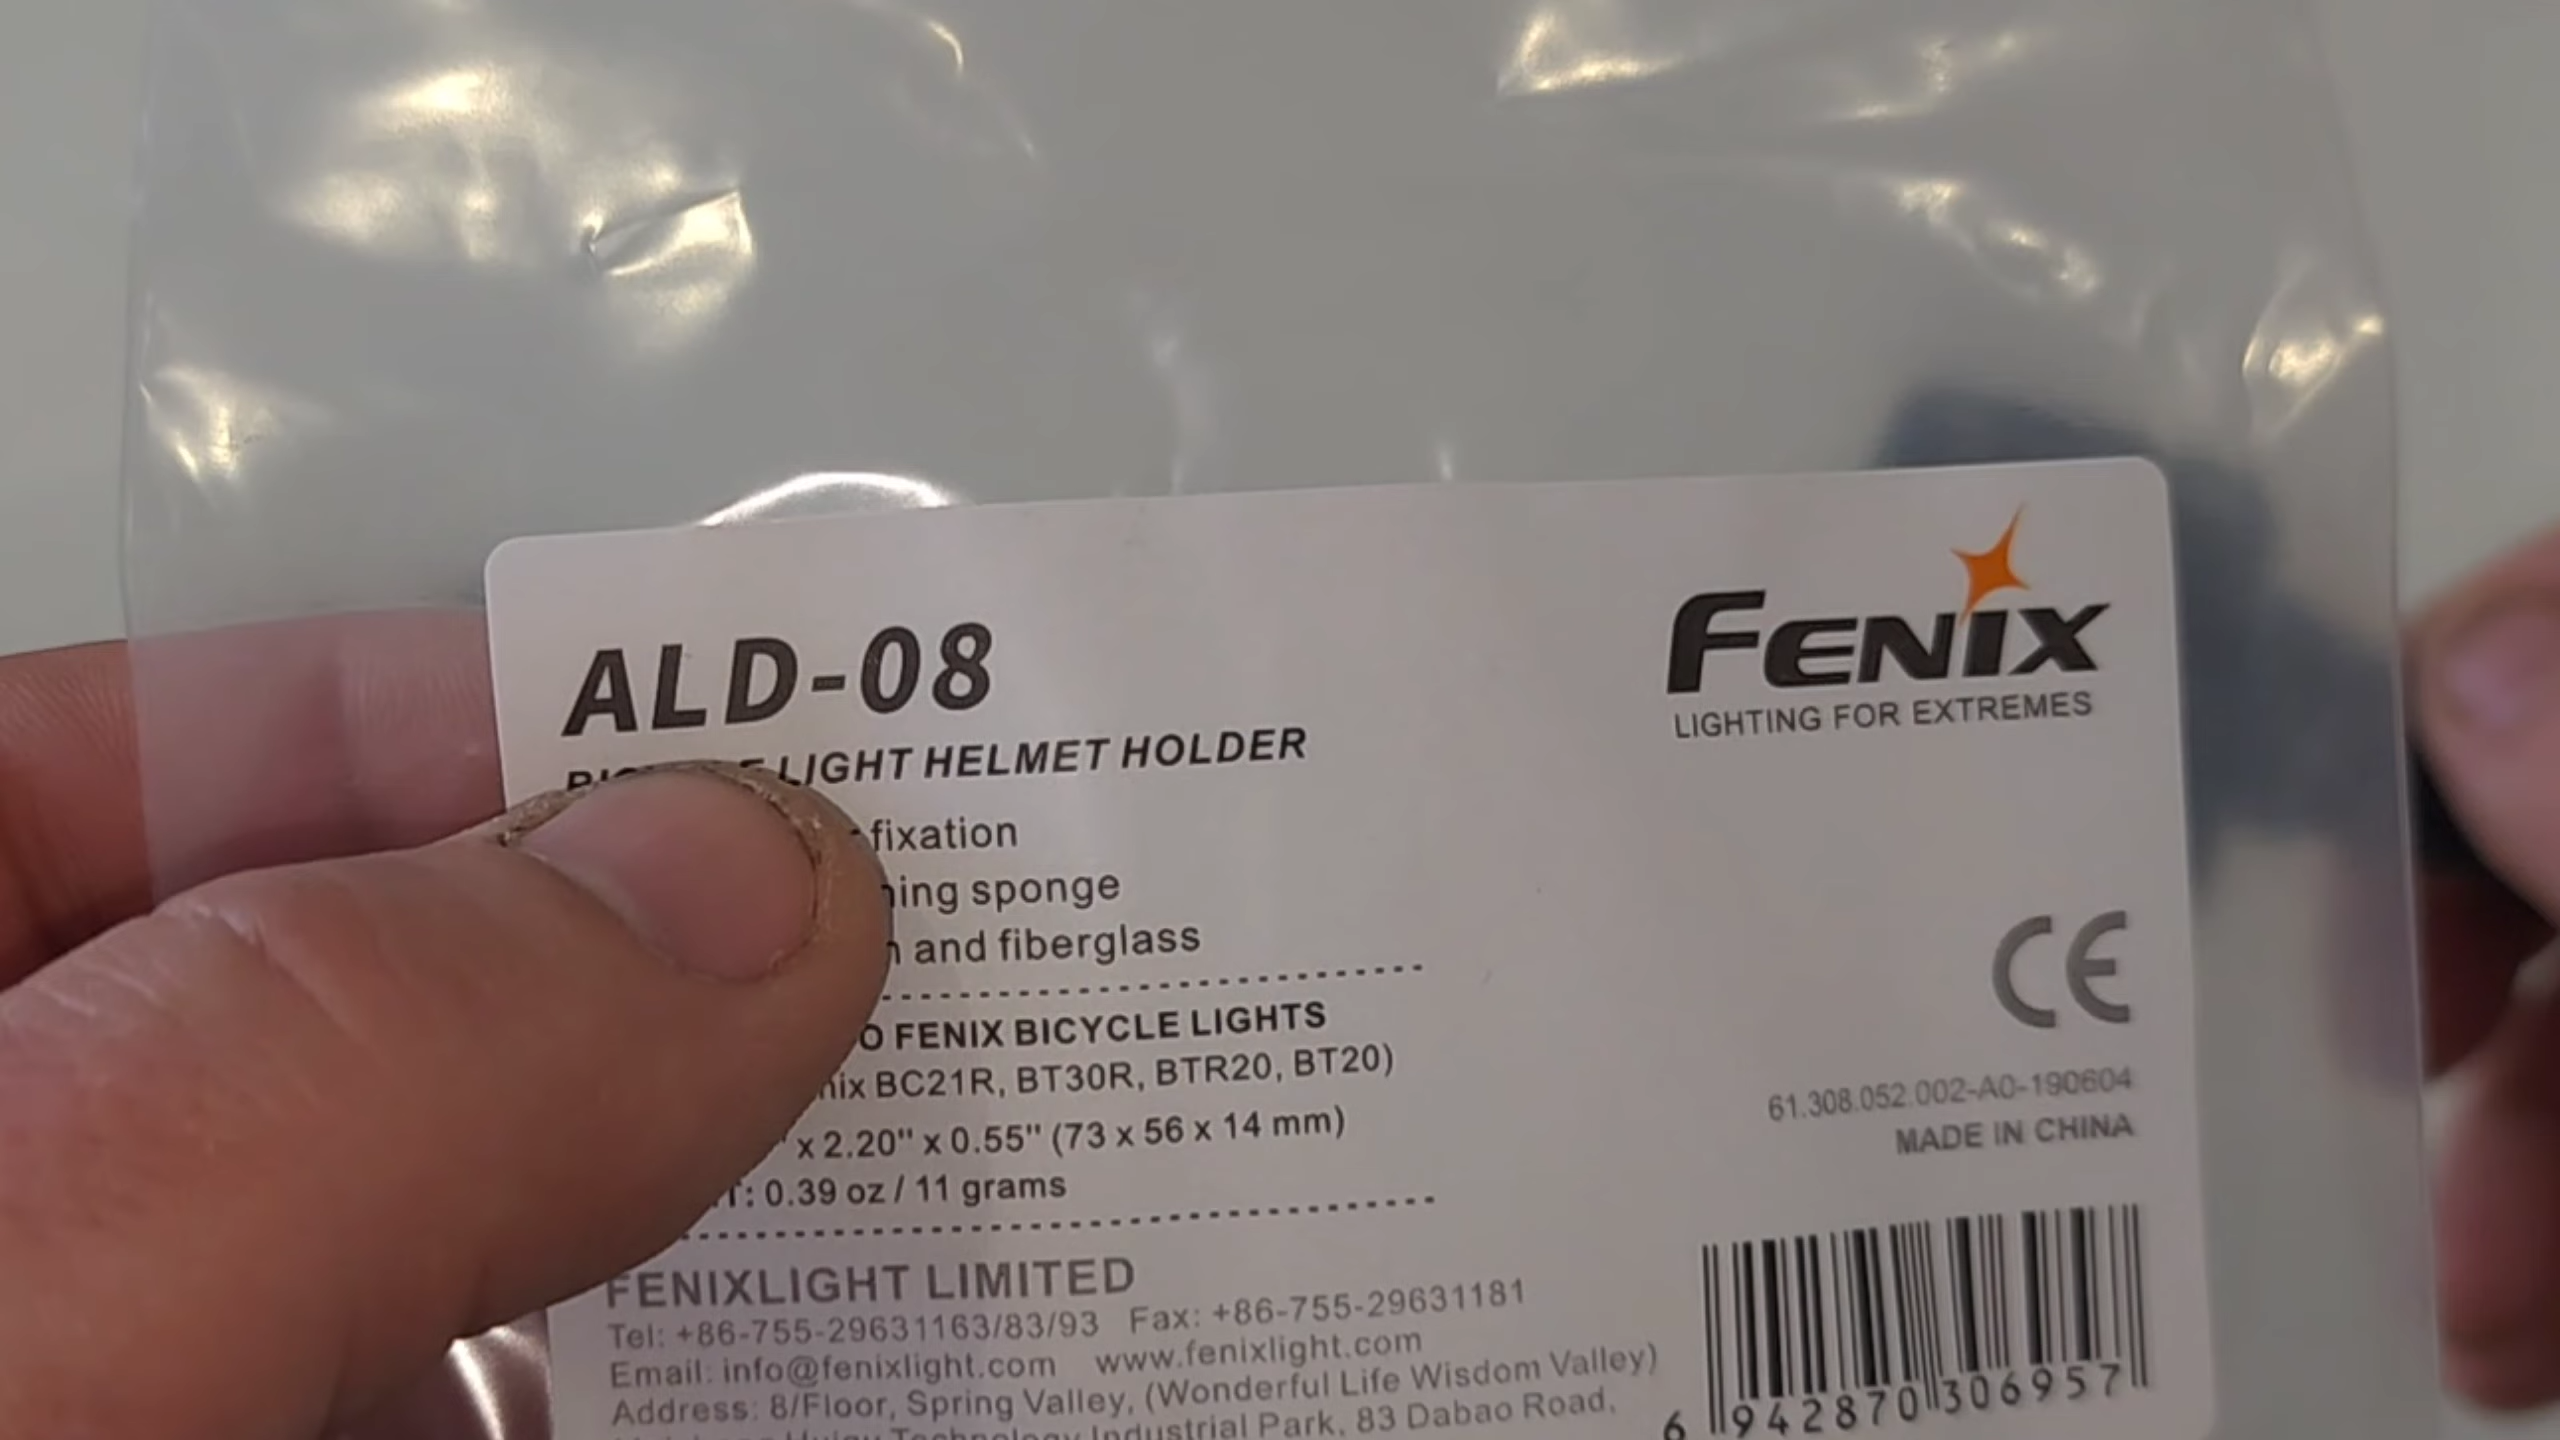 ALD-08
FENIX
LIGHTING FOR EXTREMES
LIGHT HELMET HOLDER
fixation
sponge
and fiberglass
FENIX BICYCLE LIGHTS
BC21R, BT30R, BTR20, BT20)
x 2.20" x 0.55" (73 x 56 x 14 mm)
0.39 oz / 11 grams
CE
61.308.052.002-A0-190604
MADE IN CHINA
FENIXLIGHT LIMITED
Tel: +86-755-29631163/83/93 Fax: +86-755-29631181
Email: info@fenixlight.com www.fenixlight.com
Address: 8/Floor, Spring Valley, (Wonderful Life Wisdom Valley)
Technology Industrial Park, 83 Dabao Road,
6 942870 306957